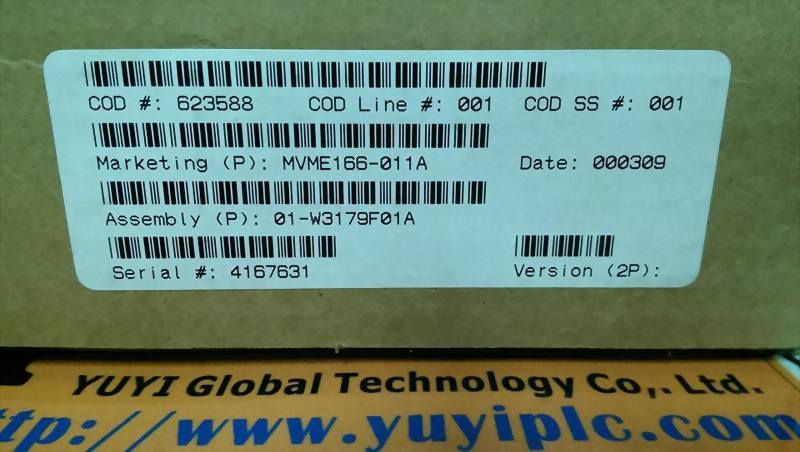 COD #: 623588 COD Line #: 001 COD SS #: 001
Marketing (P): MVME166-011A Date: 000309
Assembly (P): 01-W3179F01A
Serial #: 4167631 Version (2P):
YUYI Global Technology Co,. Ltd.
tp://www.yuyiplc.com